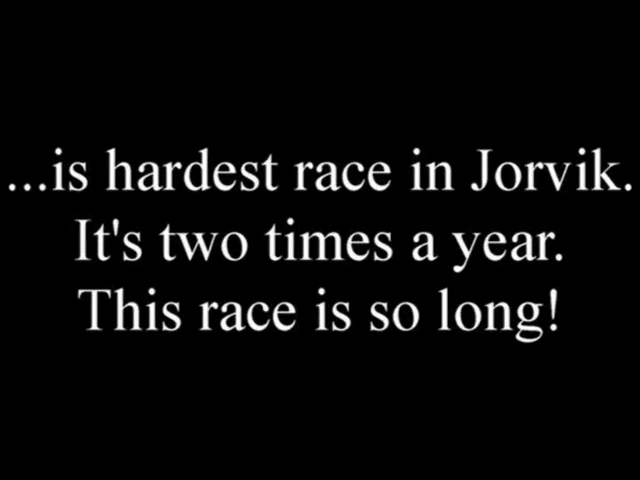 ...is hardest race in Jorvik.
It's two times a year.
This race is so long!